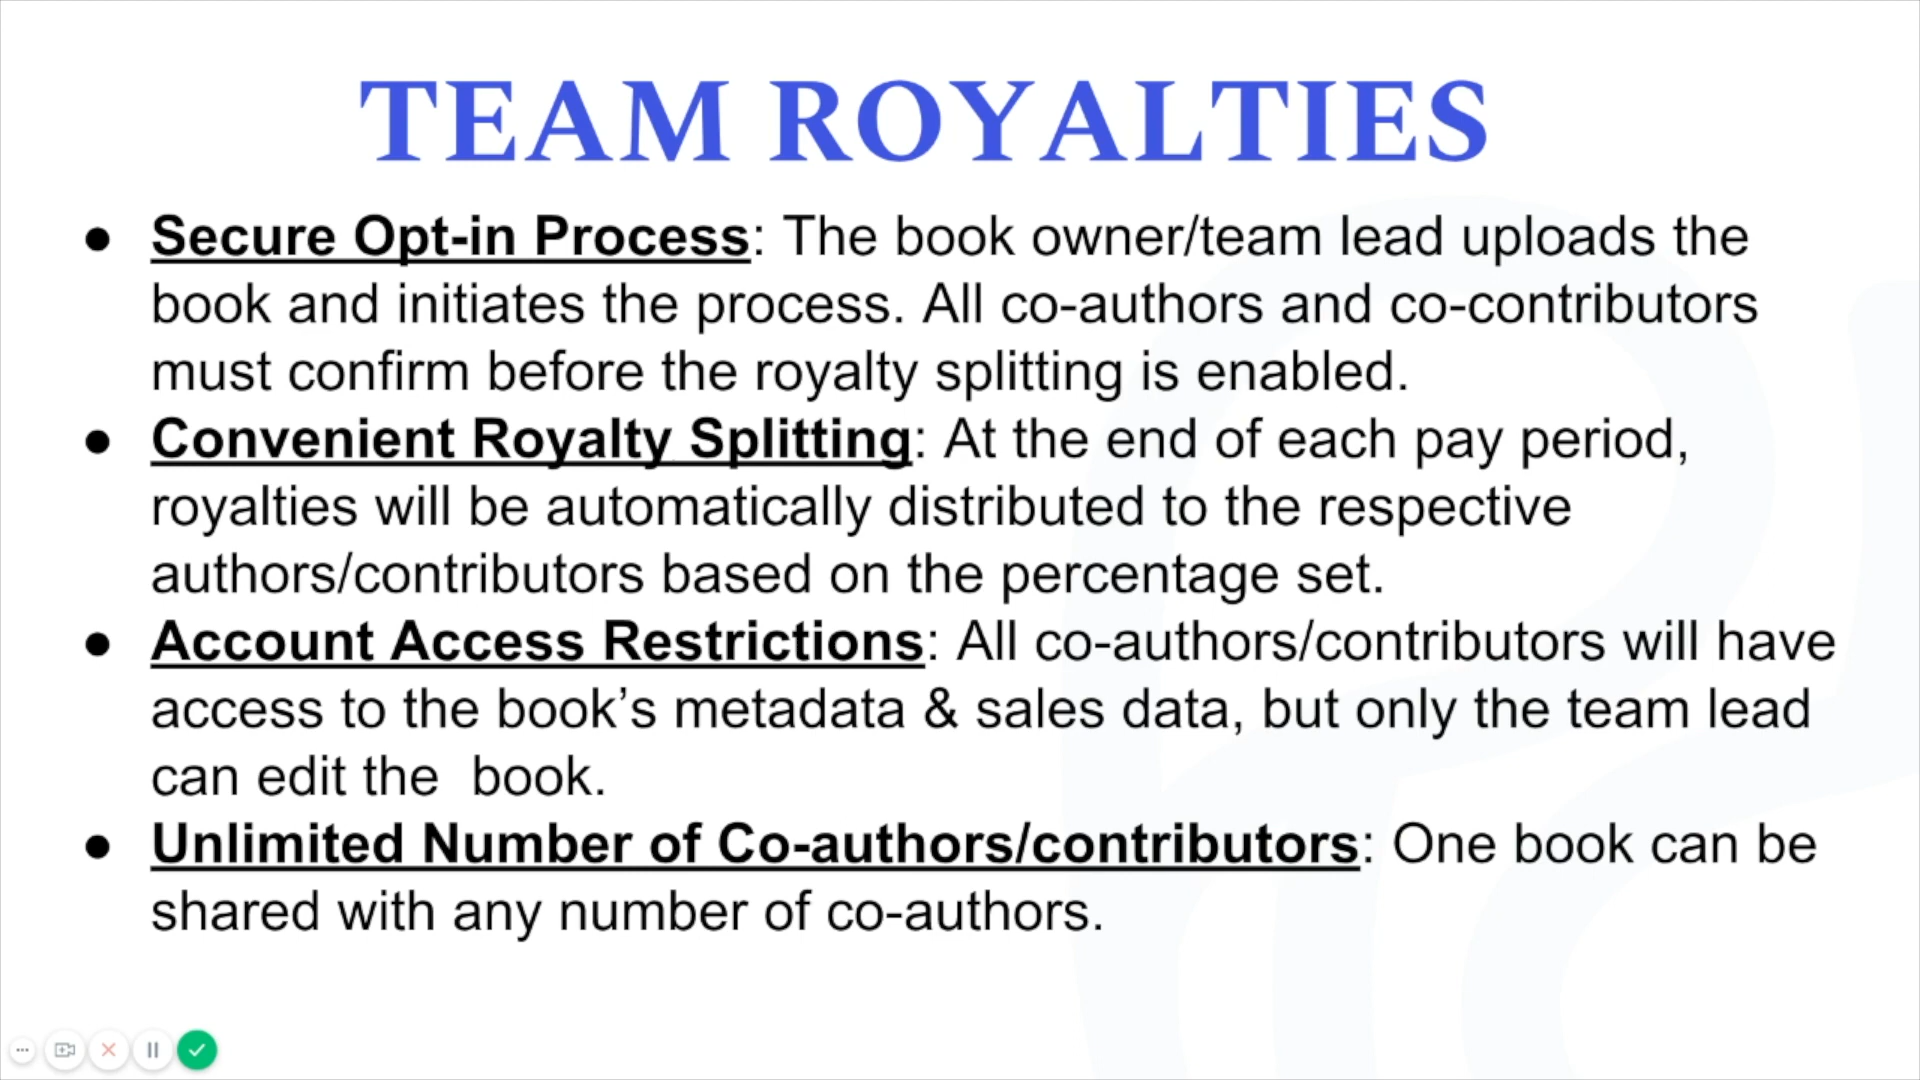 TEAM ROYALTIES
● Secure Opt-in Process: The book owner/team lead uploads the
book and initiates the process. All co-authors and co-contributors
must confirm before the royalty splitting is enabled.
● Convenient Royalty Splitting: At the end of each pay period,
royalties will be automatically distributed to the respective
authors/contributors based on the percentage set.
● Account Access Restrictions: All co-authors/contributors will have
access to the book’s metadata & sales data, but only the team lead
can edit the  book.
● Unlimited Number of Co-authors/contributors: One book can be
shared with any number of co-authors.